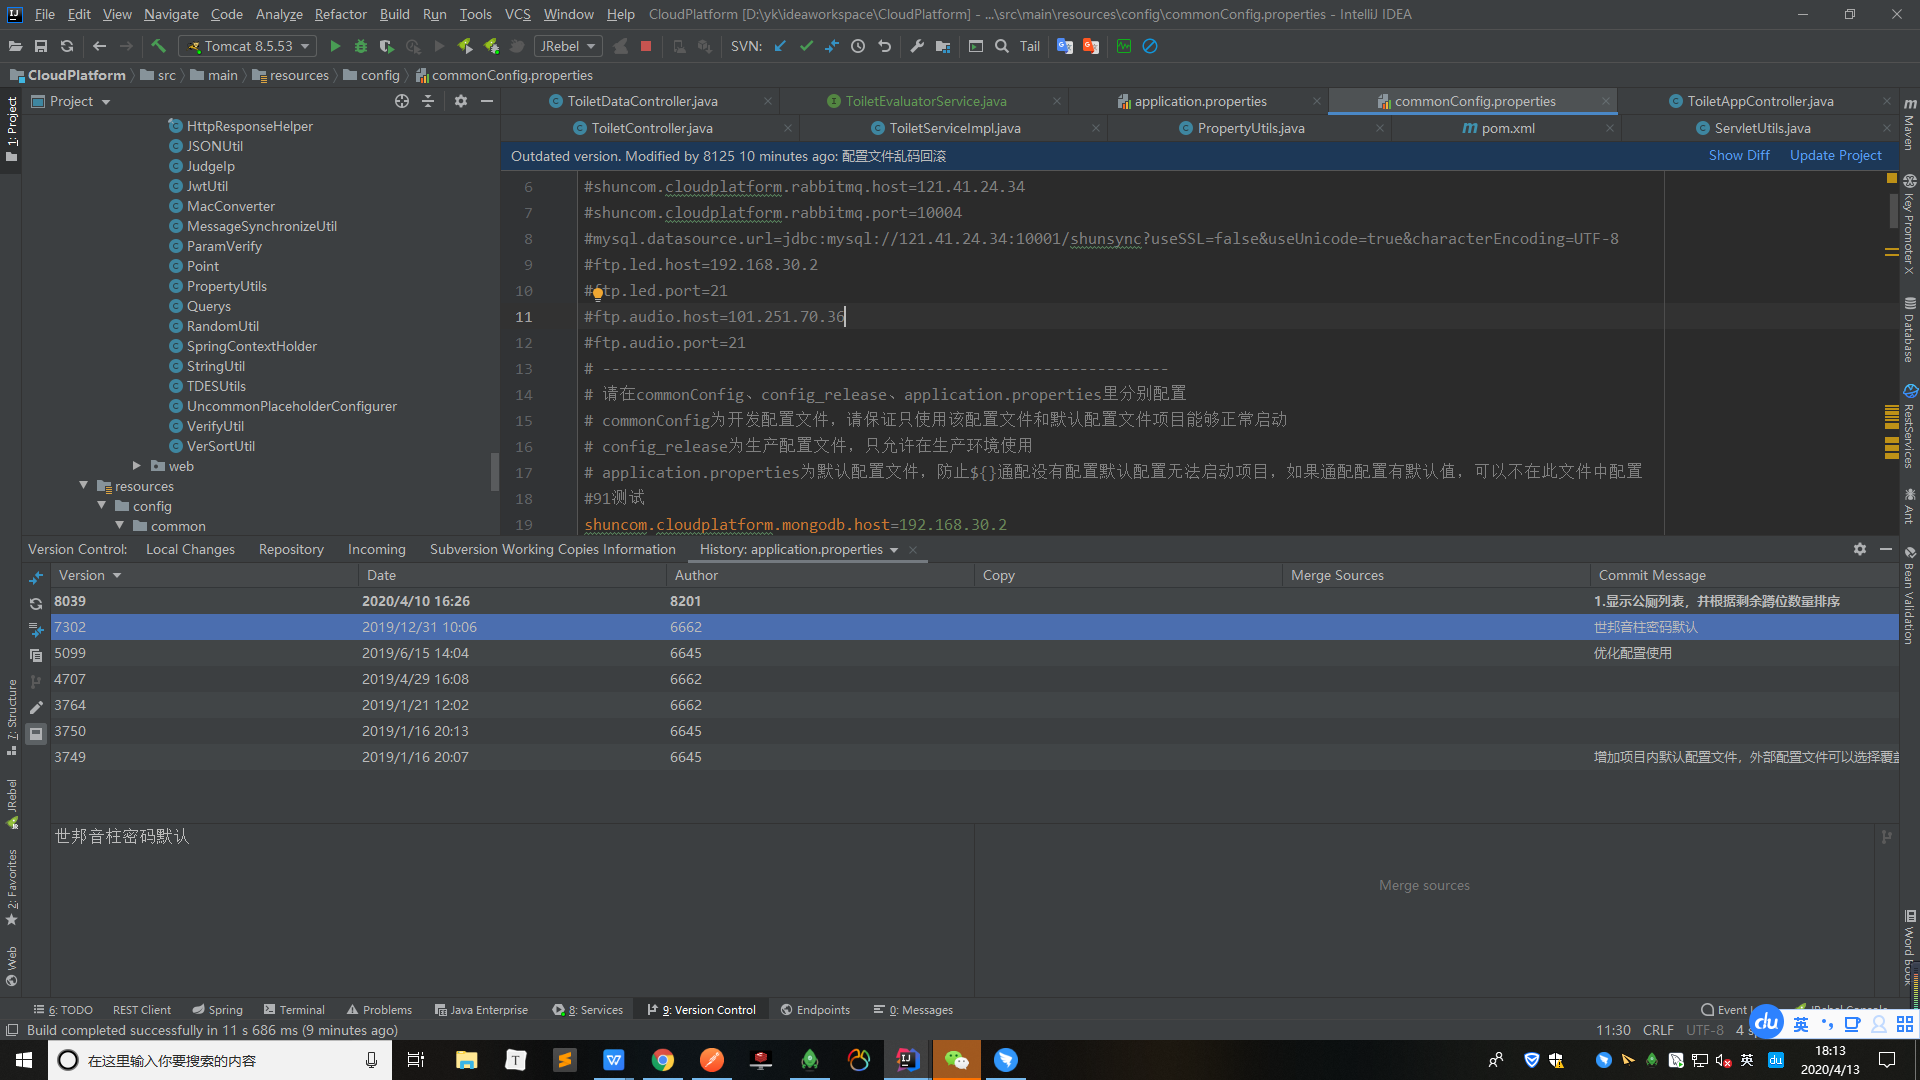 File Edit View Navigate Code Analyze Refactor Build Run Tools VCS Window Help CloudPlatform [D:\yk\ideaworkspace\CloudPlatform] - ...\src\main\resources\config\commonConfig.properties - IntelliJ IDEA
Tomcat 8.5.53 JRebel SVN: Tail
CloudPlatform src main resources config commonConfig.properties
1: Project
Project
HttpResponseHelper
JSONUtil
JudgeIp
JwtUtil
MacConverter
MessageSynchronizeUtil
ParamVerify
Point
PropertyUtils
Querys
RandomUtil
SpringContextHolder
StringUtil
TDESUtils
UncommonPlaceholderConfigurer
VerifyUtil
VerSortUtil
web
resources
config
common
ToiletDataController.java ToiletEvaluatorService.java application.properties commonConfig.properties ToiletAppController.java
ToiletController.java ToiletServiceImpl.java PropertyUtils.java pom.xml ServletUtils.java
Outdated version. Modified by 8125 10 minutes ago: 配置文件乱码回滚 Show Diff Update Project
6 #shuncom.cloudplatform.rabbitmq.host=121.41.24.34
7 #shuncom.cloudplatform.rabbitmq.port=10004
8 #mysql.datasource.url=jdbc:mysql://121.41.24.34:10001/shunsync?useSSL=false&useUnicode=true&characterEncoding=UTF-8
9 #ftp.led.host=192.168.30.2
10 #ftp.led.port=21
11 #ftp.audio.host=101.251.70.36
12 #ftp.audio.port=21
13 # ---------------------------------------------------------------
14 # 请在commonConfig、config_release、application.properties里分别配置
15 # commonConfig为开发配置文件，请保证只使用该配置文件和默认配置文件项目能够正常启动
16 # config_release为生产配置文件，只允许在生产环境使用
17 # application.properties为默认配置文件，防止${}通配没有配置默认配置无法启动项目，如果通配配置有默认值，可以不在此文件中配置
18 #91测试
19 shuncom.cloudplatform.mongodb.host=192.168.30.2
Maven
Key Promoter X
Database
RestServices
Ant
Bean Validation
Version Control: Local Changes Repository Incoming Subversion Working Copies Information History: application.properties
Version Date Author Copy Merge Sources Commit Message
8039 2020/4/10 16:26 8201 1.显示公厕列表，并根据剩余蹲位数量排序
7302 2019/12/31 10:06 6662 世邦音柱密码默认
5099 2019/6/15 14:04 6645 优化配置使用
4707 2019/4/29 16:08 6662
3764 2019/1/21 12:02 6662
3750 2019/1/16 20:13 6645
3749 2019/1/16 20:07 6645 增加项目内默认配置文件，外部配置文件可以选择覆盖
世邦音柱密码默认
Merge sources
7: Structure
JRebel
2: Favorites
Web
Word Book
6: TODO REST Client Spring Terminal Problems Java Enterprise 8: Services 9: Version Control Endpoints 0: Messages Event
Build completed successfully in 11 s 686 ms (9 minutes ago) 11:30 CRLF UTF-8 4
du 英
在这里输入你要搜索的内容
英 du
18:13
2020/4/13